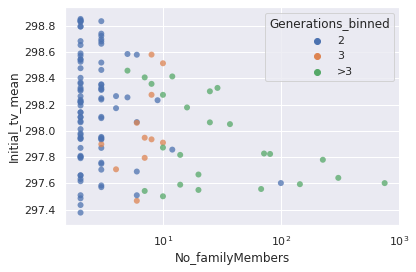 Generations_binned
2
3
>3
298.8
298.6
298.4
298.2
298.0
297.8
297.6
297.4
Initial_tv_mean
10¹ 10² 10³
No_familyMembers